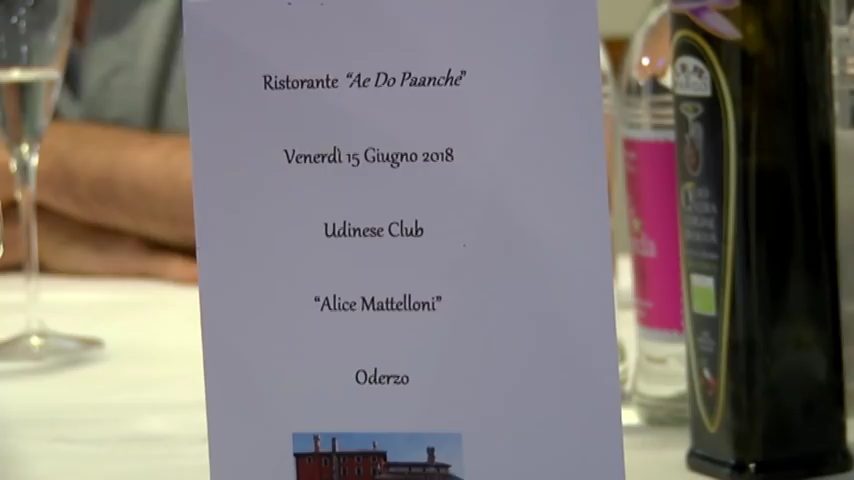 Ristorante “Ae Do Paanche”
Venerdì 15 Giugno 2018
Udinese Club
“Alice Mattelloni”
Oderzo